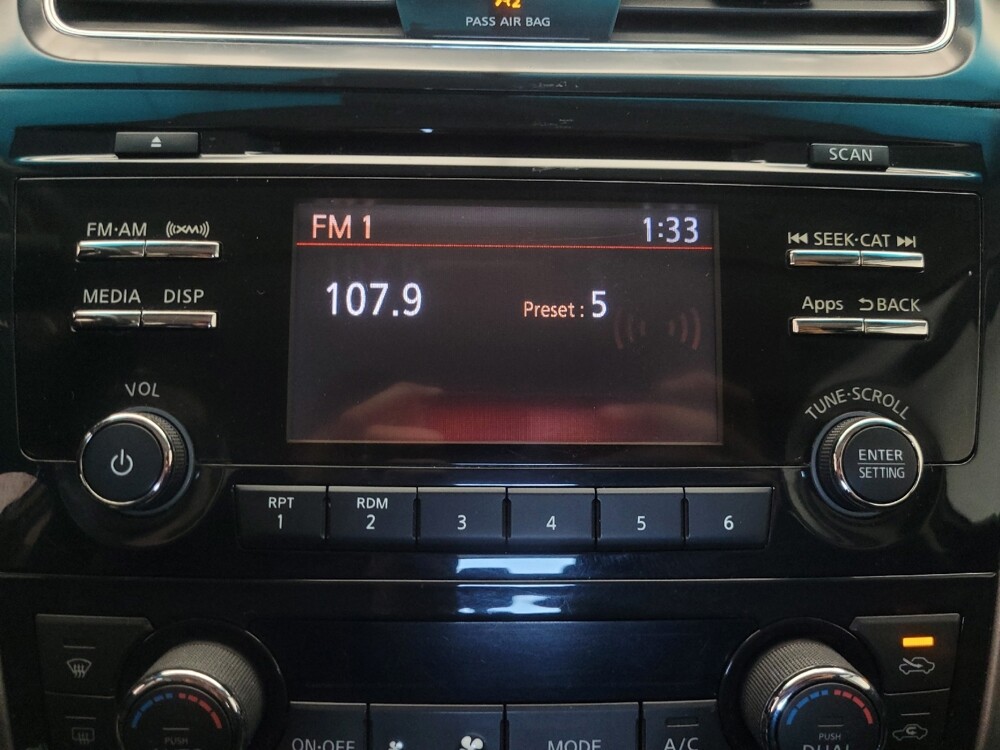 PASS AIR BAG
SCAN
FM·AM
((XM))
MEDIA
DISP
VOL
FM 1
1:33
107.9
Preset : 5
SEEK·CAT
Apps
BACK
TUNE·SCROLL
ENTER
SETTING
RPT
1
RDM
2
3
4
5
6
PUSH
ON·OFF
MODE
A/C
PUSH
DUAL